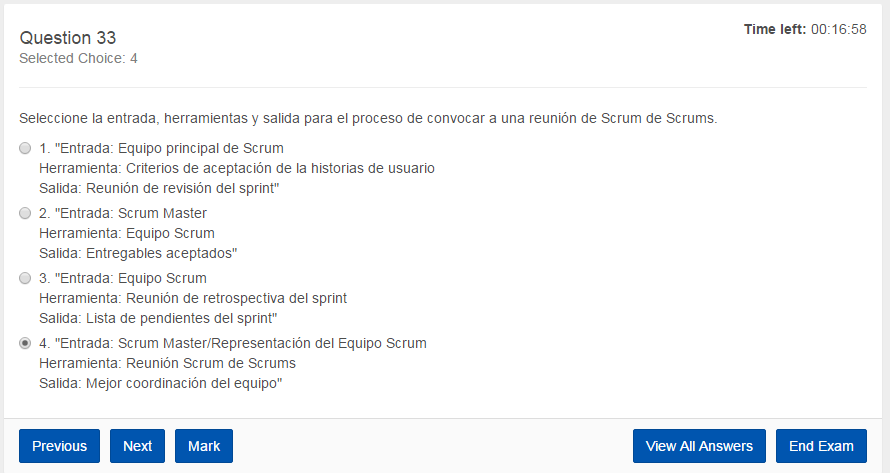 Question 33
Time left: 00:16:58
Selected Choice: 4
Seleccione la entrada, herramientas y salida para el proceso de convocar a una reunión de Scrum de Scrums.
1. "Entrada: Equipo principal de Scrum
Herramienta: Criterios de aceptación de la historias de usuario
Salida: Reunión de revisión del sprint"
2. "Entrada: Scrum Master
Herramienta: Equipo Scrum
Salida: Entregables aceptados"
3. "Entrada: Equipo Scrum
Herramienta: Reunión de retrospectiva del sprint
Salida: Lista de pendientes del sprint"
4. "Entrada: Scrum Master/Representación del Equipo Scrum
Herramienta: Reunión Scrum de Scrums
Salida: Mejor coordinación del equipo"
Previous Next Mark View All Answers End Exam